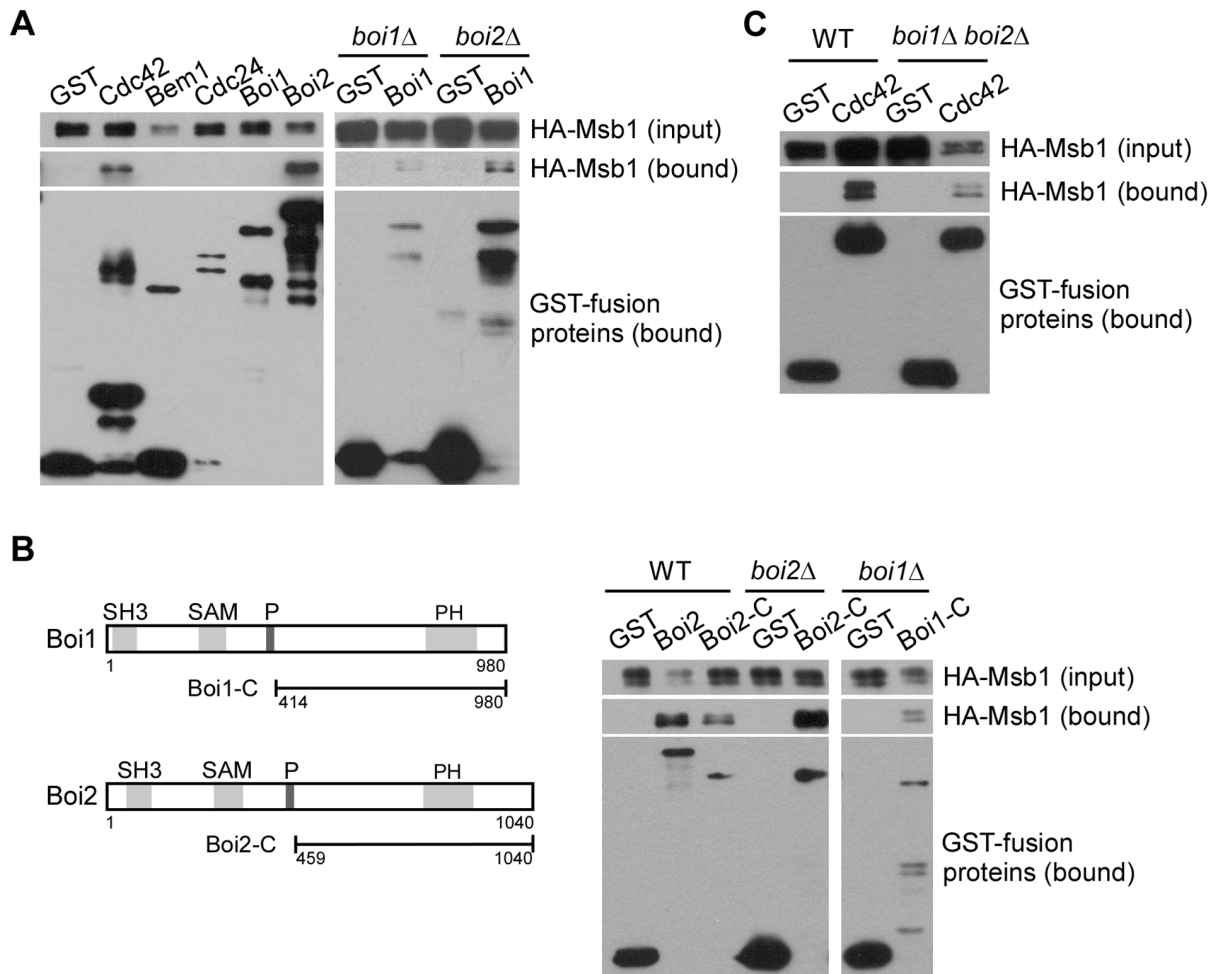 A
boi1Δ boi2Δ
GST Cdc42 Bem1 Cdc24 Boi1 Boi2 GST Boi1 GST Boi1
HA-Msb1 (input)
HA-Msb1 (bound)
GST-fusion
proteins (bound)
C
WT boi1Δ boi2Δ
GST Cdc42 GST Cdc42
HA-Msb1 (input)
HA-Msb1 (bound)
GST-fusion
proteins (bound)
B
SH3 SAM P PH
Boi1
1 980
Boi1-C
414 980
SH3 SAM P PH
Boi2
1 1040
Boi2-C
459 1040
WT boi2Δ boi1Δ
GST Boi2 Boi2-C GST Boi2-C GST Boi1-C
HA-Msb1 (input)
HA-Msb1 (bound)
GST-fusion
proteins (bound)